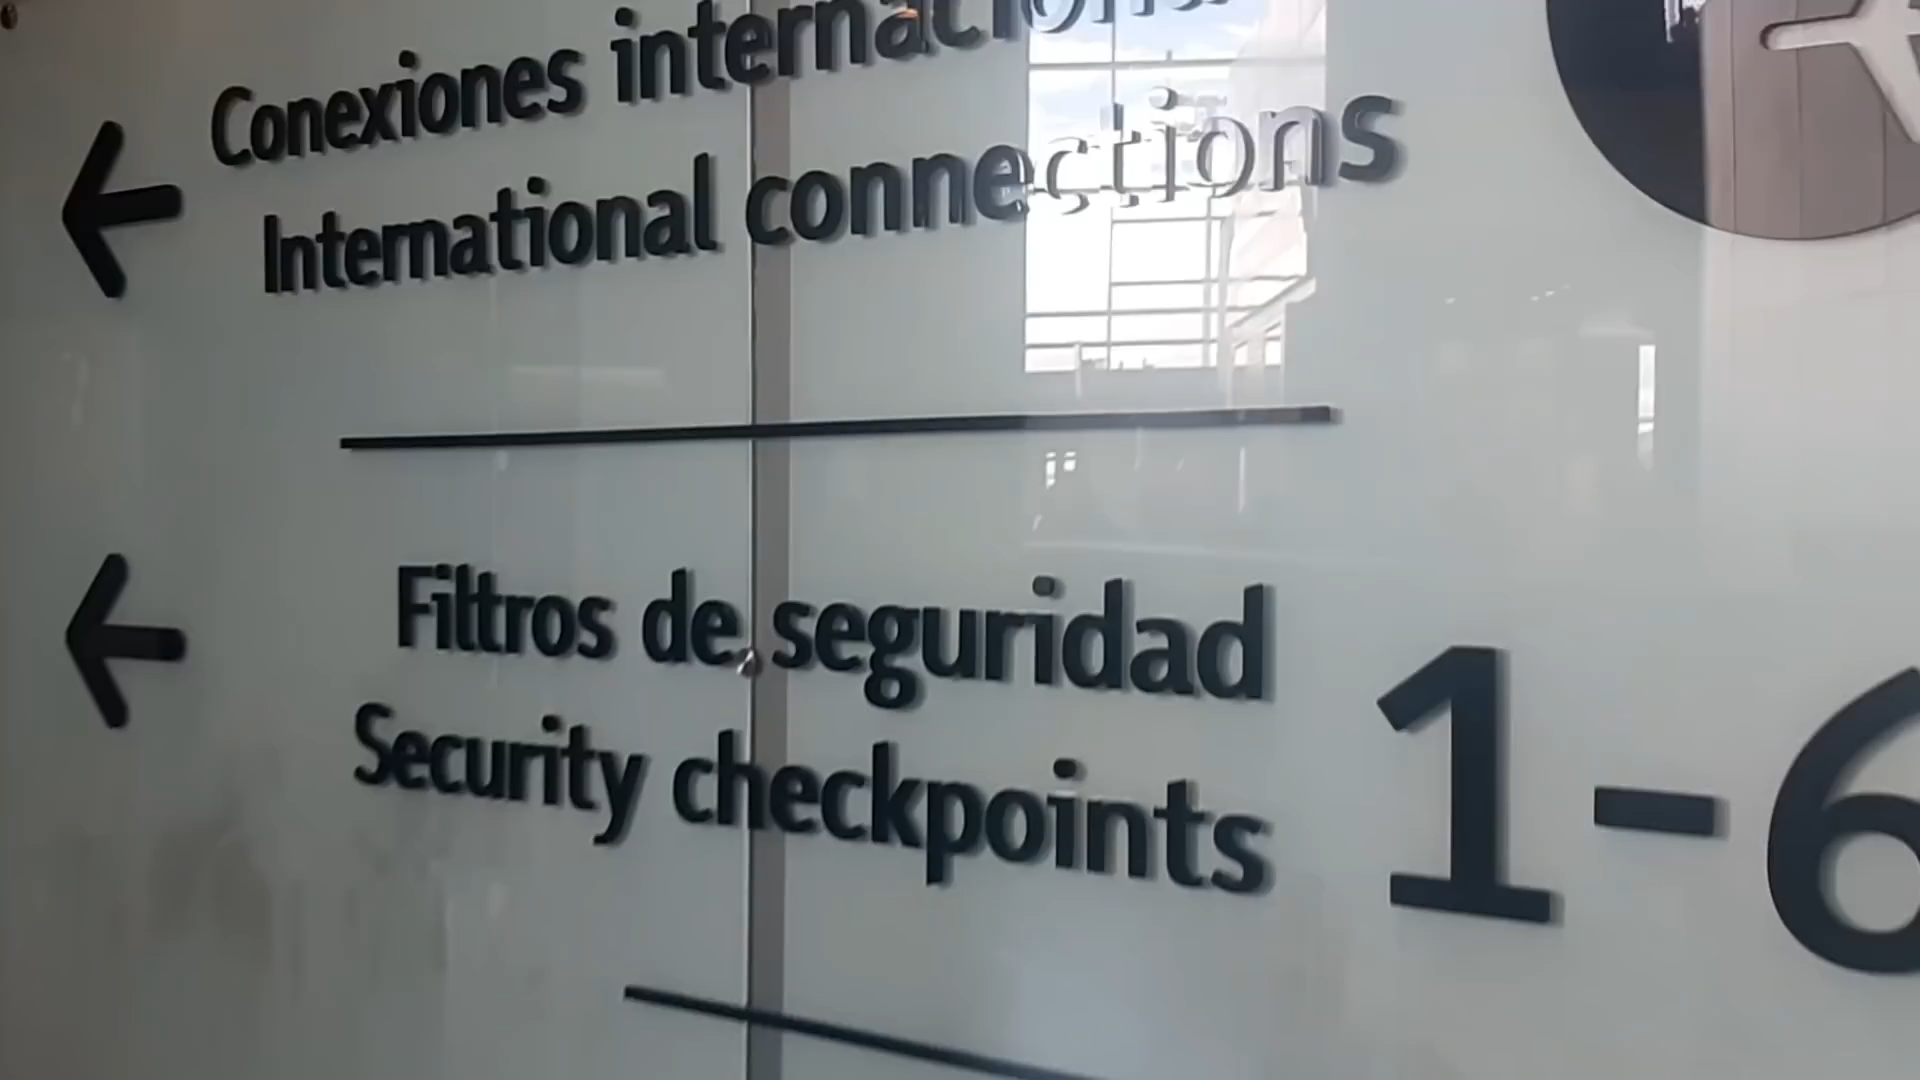 Conexiones
International connections
Filtros de seguridad
Security checkpoints
1-6